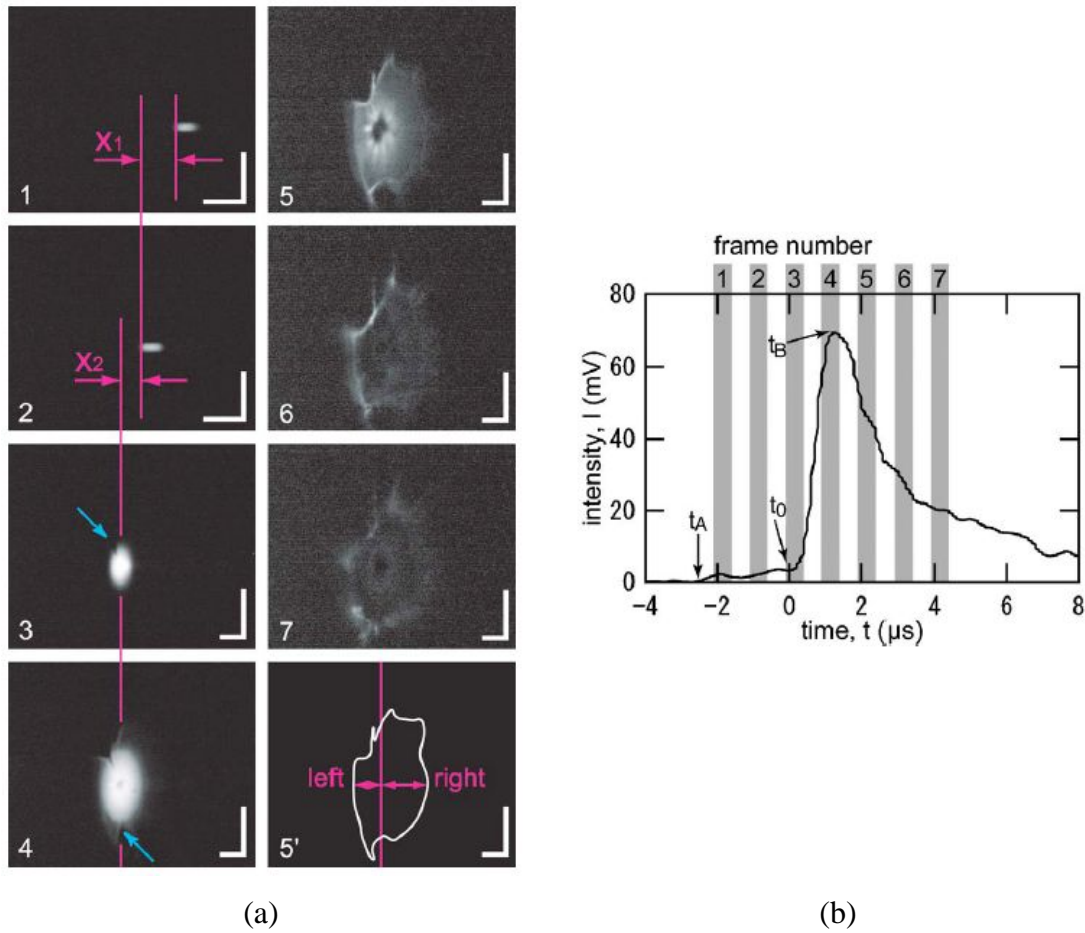 X1
1
X2
2
3
4
5
6
7
left right
5'
(a)
frame number
1 2 3 4 5 6 7
80
60
40
20
0
intensity, I (mV)
tA
t0
tB
−4 −2 0 2 4 6 8
time, t (µs)
(b)